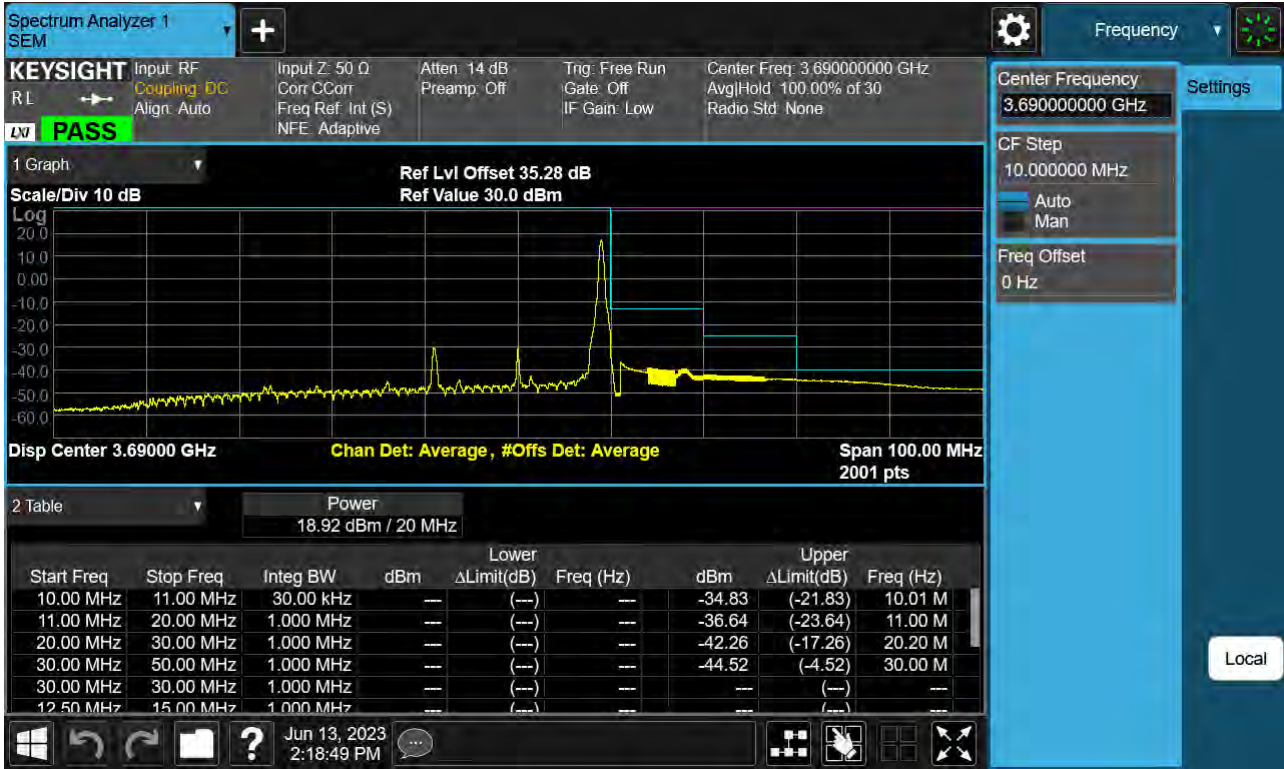 Spectrum Analyzer 1
SEM
Frequency
KEYSIGHT
R L
LXI
PASS
Input: RF
Coupling: DC
Align: Auto
Input Z: 50 Ω
Corr CCorr
Freq Ref: Int (S)
NFE: Adaptive
Atten: 14 dB
Preamp: Off
Trig: Free Run
Gate: Off
IF Gain: Low
Center Freq: 3.690000000 GHz
Avg|Hold: 100.00% of 30
Radio Std: None
Center Frequency
3.690000000 GHz
Settings
CF Step
10.000000 MHz
Auto
Man
Freq Offset
0 Hz
1 Graph
Ref Lvl Offset 35.28 dB
Scale/Div 10 dB
Ref Value 30.0 dBm
Log
20.0
10.0
0.00
-10.0
-20.0
-30.0
-40.0
-50.0
-60.0
Disp Center 3.69000 GHz
Chan Det: Average, #Offs Det: Average
Span 100.00 MHz
2001 pts
2 Table
Power
18.92 dBm / 20 MHz
Lower Upper
Start Freq Stop Freq Integ BW dBm ΔLimit(dB) Freq (Hz) dBm ΔLimit(dB) Freq (Hz)
10.00 MHz 11.00 MHz 30.00 kHz --- (---) --- -34.83 (-21.83) 10.01 M
11.00 MHz 20.00 MHz 1.000 MHz --- (---) --- -36.64 (-23.64) 11.00 M
20.00 MHz 30.00 MHz 1.000 MHz --- (---) --- -42.26 (-17.26) 20.20 M
30.00 MHz 50.00 MHz 1.000 MHz --- (---) --- -44.52 (-4.52) 30.00 M
30.00 MHz 30.00 MHz 1.000 MHz --- (---) --- --- (---) ---
12.50 MHz 15.00 MHz 1.000 MHz --- (---) --- --- (---) ---
Local
?
Jun 13, 2023
2:18:49 PM